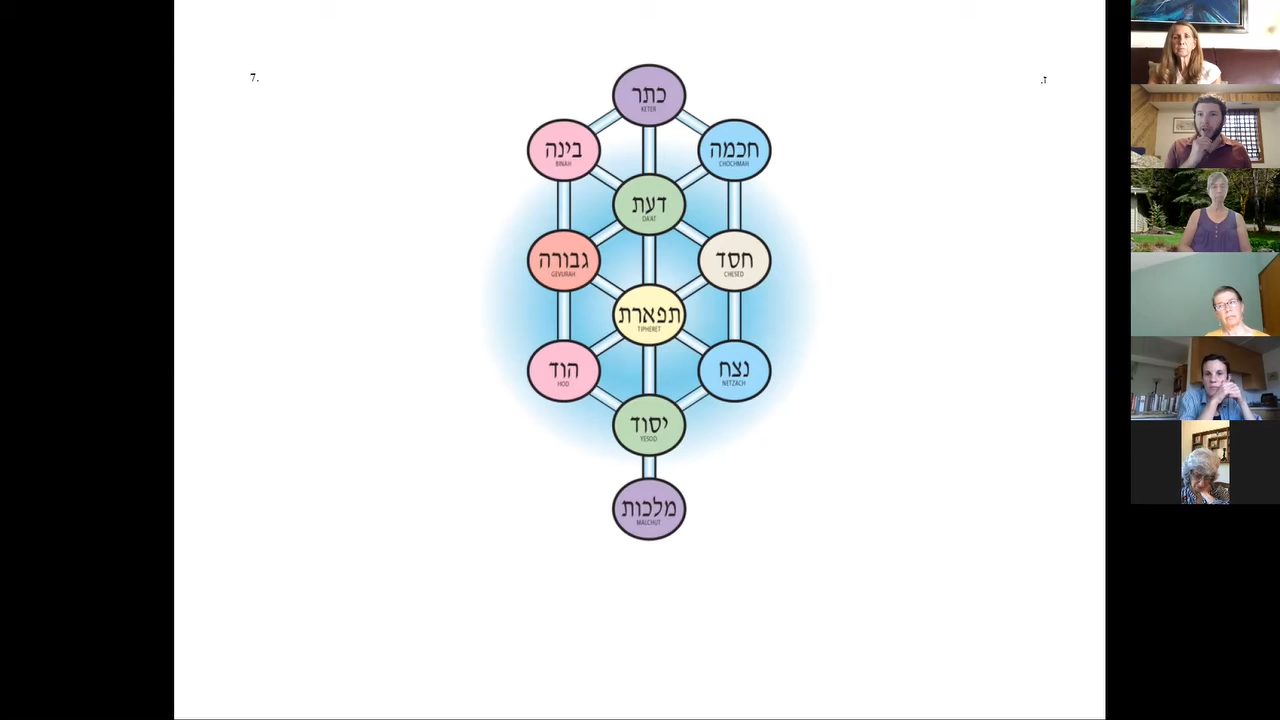 7.
ז.
כתר
KETER
בינה
BINAH
חכמה
CHOCHMAH
דעת
DA'AT
גבורה
GEVURAH
חסד
CHESED
תפארת
TIPHERET
הוד
HOD
נצח
NETZACH
יסוד
YESOD
מלכות
MALCHUT